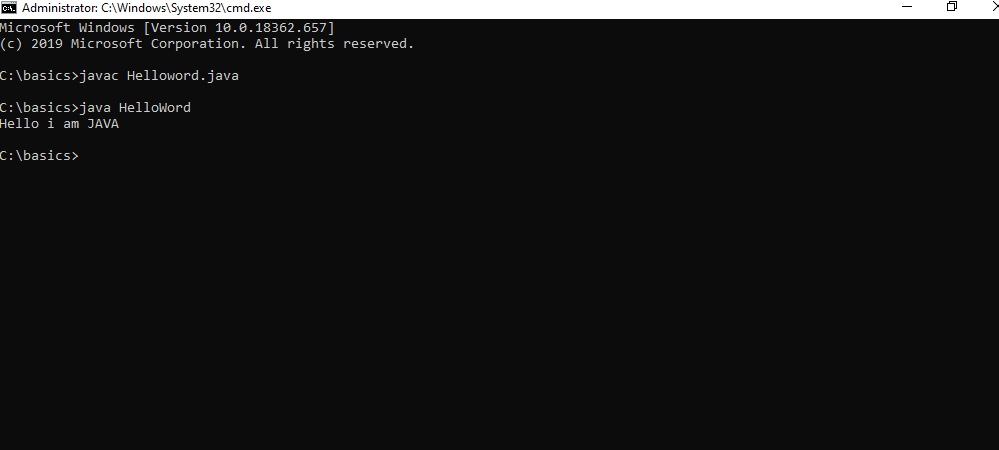 Administrator: C:\Windows\System32\cmd.exe
Microsoft Windows [Version 10.0.18362.657]
(c) 2019 Microsoft Corporation. All rights reserved.
C:\basics>javac Helloword.java
C:\basics>java HelloWord
Hello i am JAVA
C:\basics>